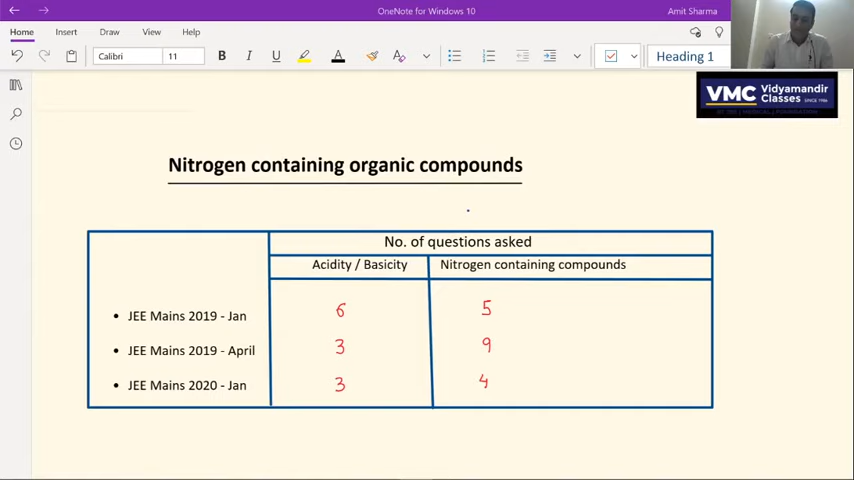 OneNote for Windows 10
Amit Sharma
Home Insert Draw View Help
Calibri 11 B I U A A Heading 1
VMC Vidyamandir Classes SINCE 1986
Nitrogen containing organic compounds
No. of questions asked
Acidity / Basicity Nitrogen containing compounds
• JEE Mains 2019 - Jan 6 5
• JEE Mains 2019 - April 3 9
• JEE Mains 2020 - Jan 3 4